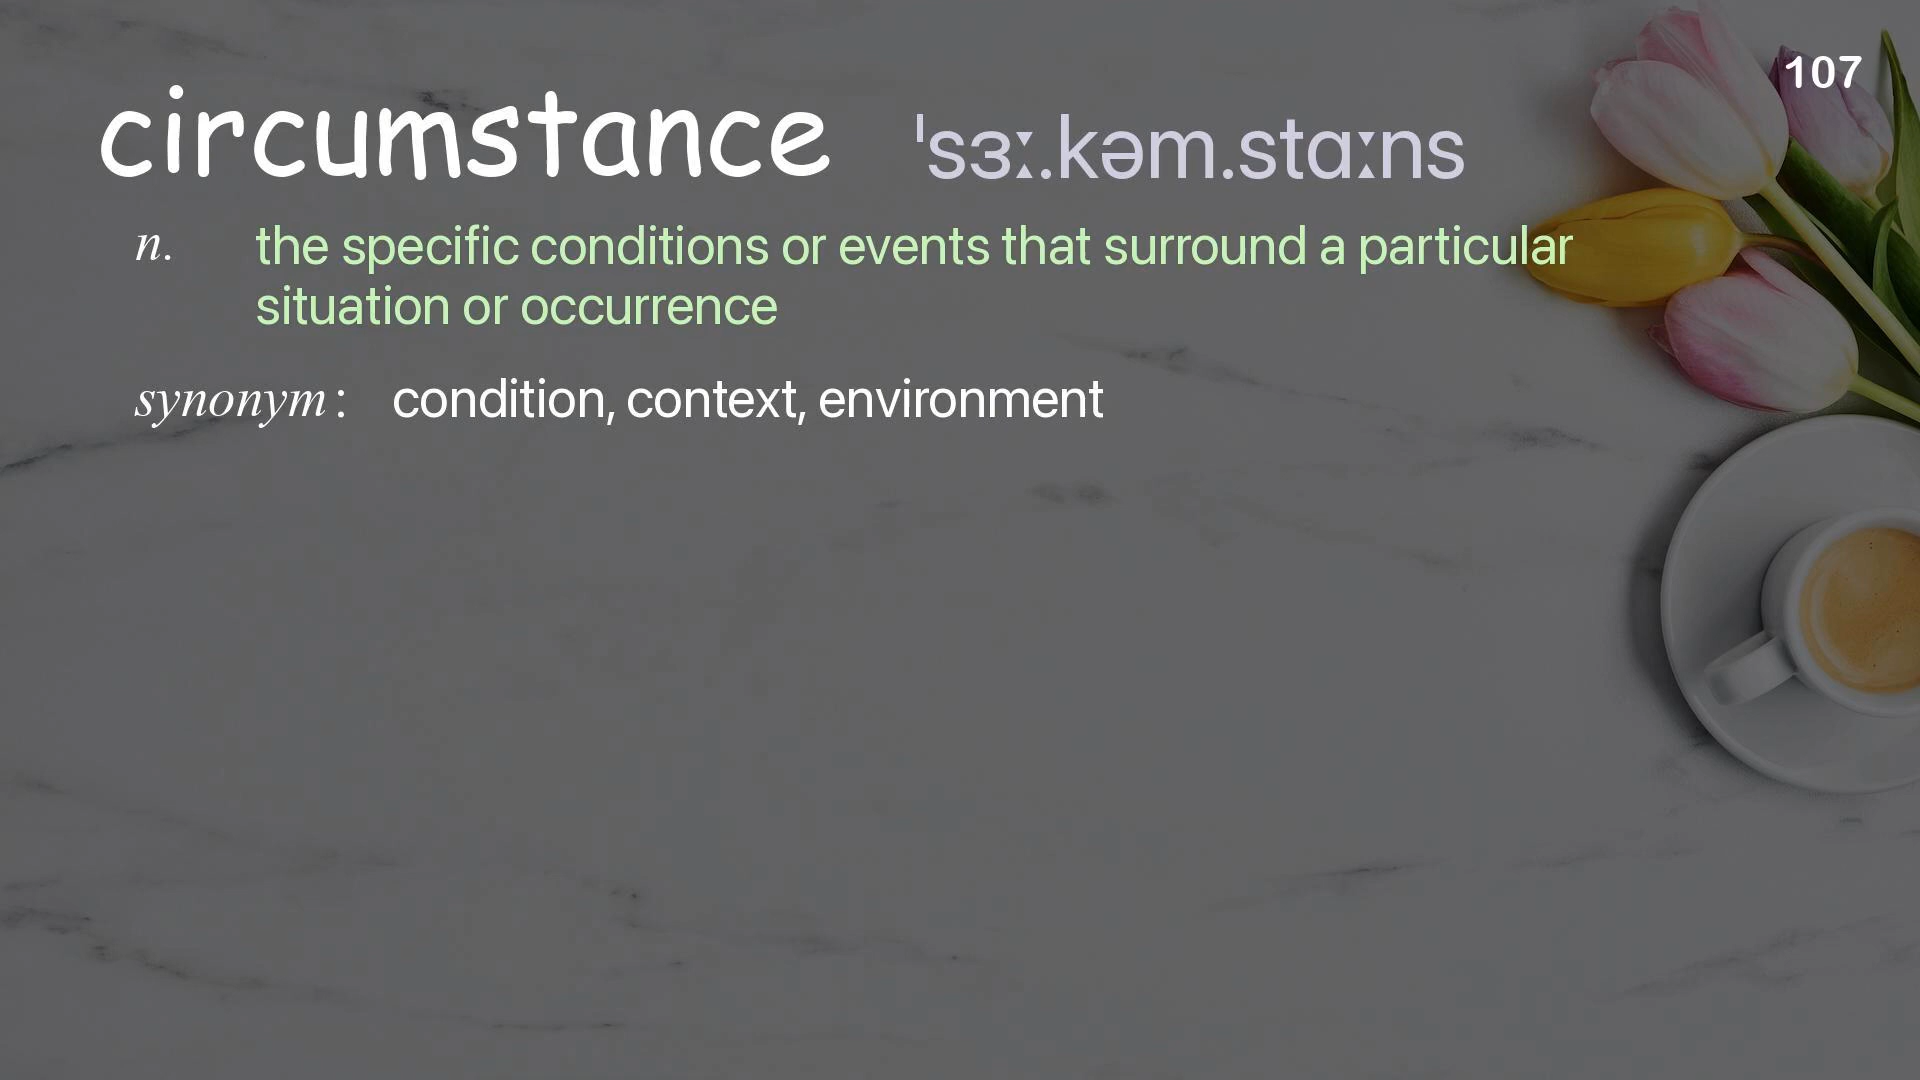 107
circumstance ˈsɜː.kəm.stɑːns
n. the specific conditions or events that surround a particular
situation or occurrence
synonym : condition, context, environment